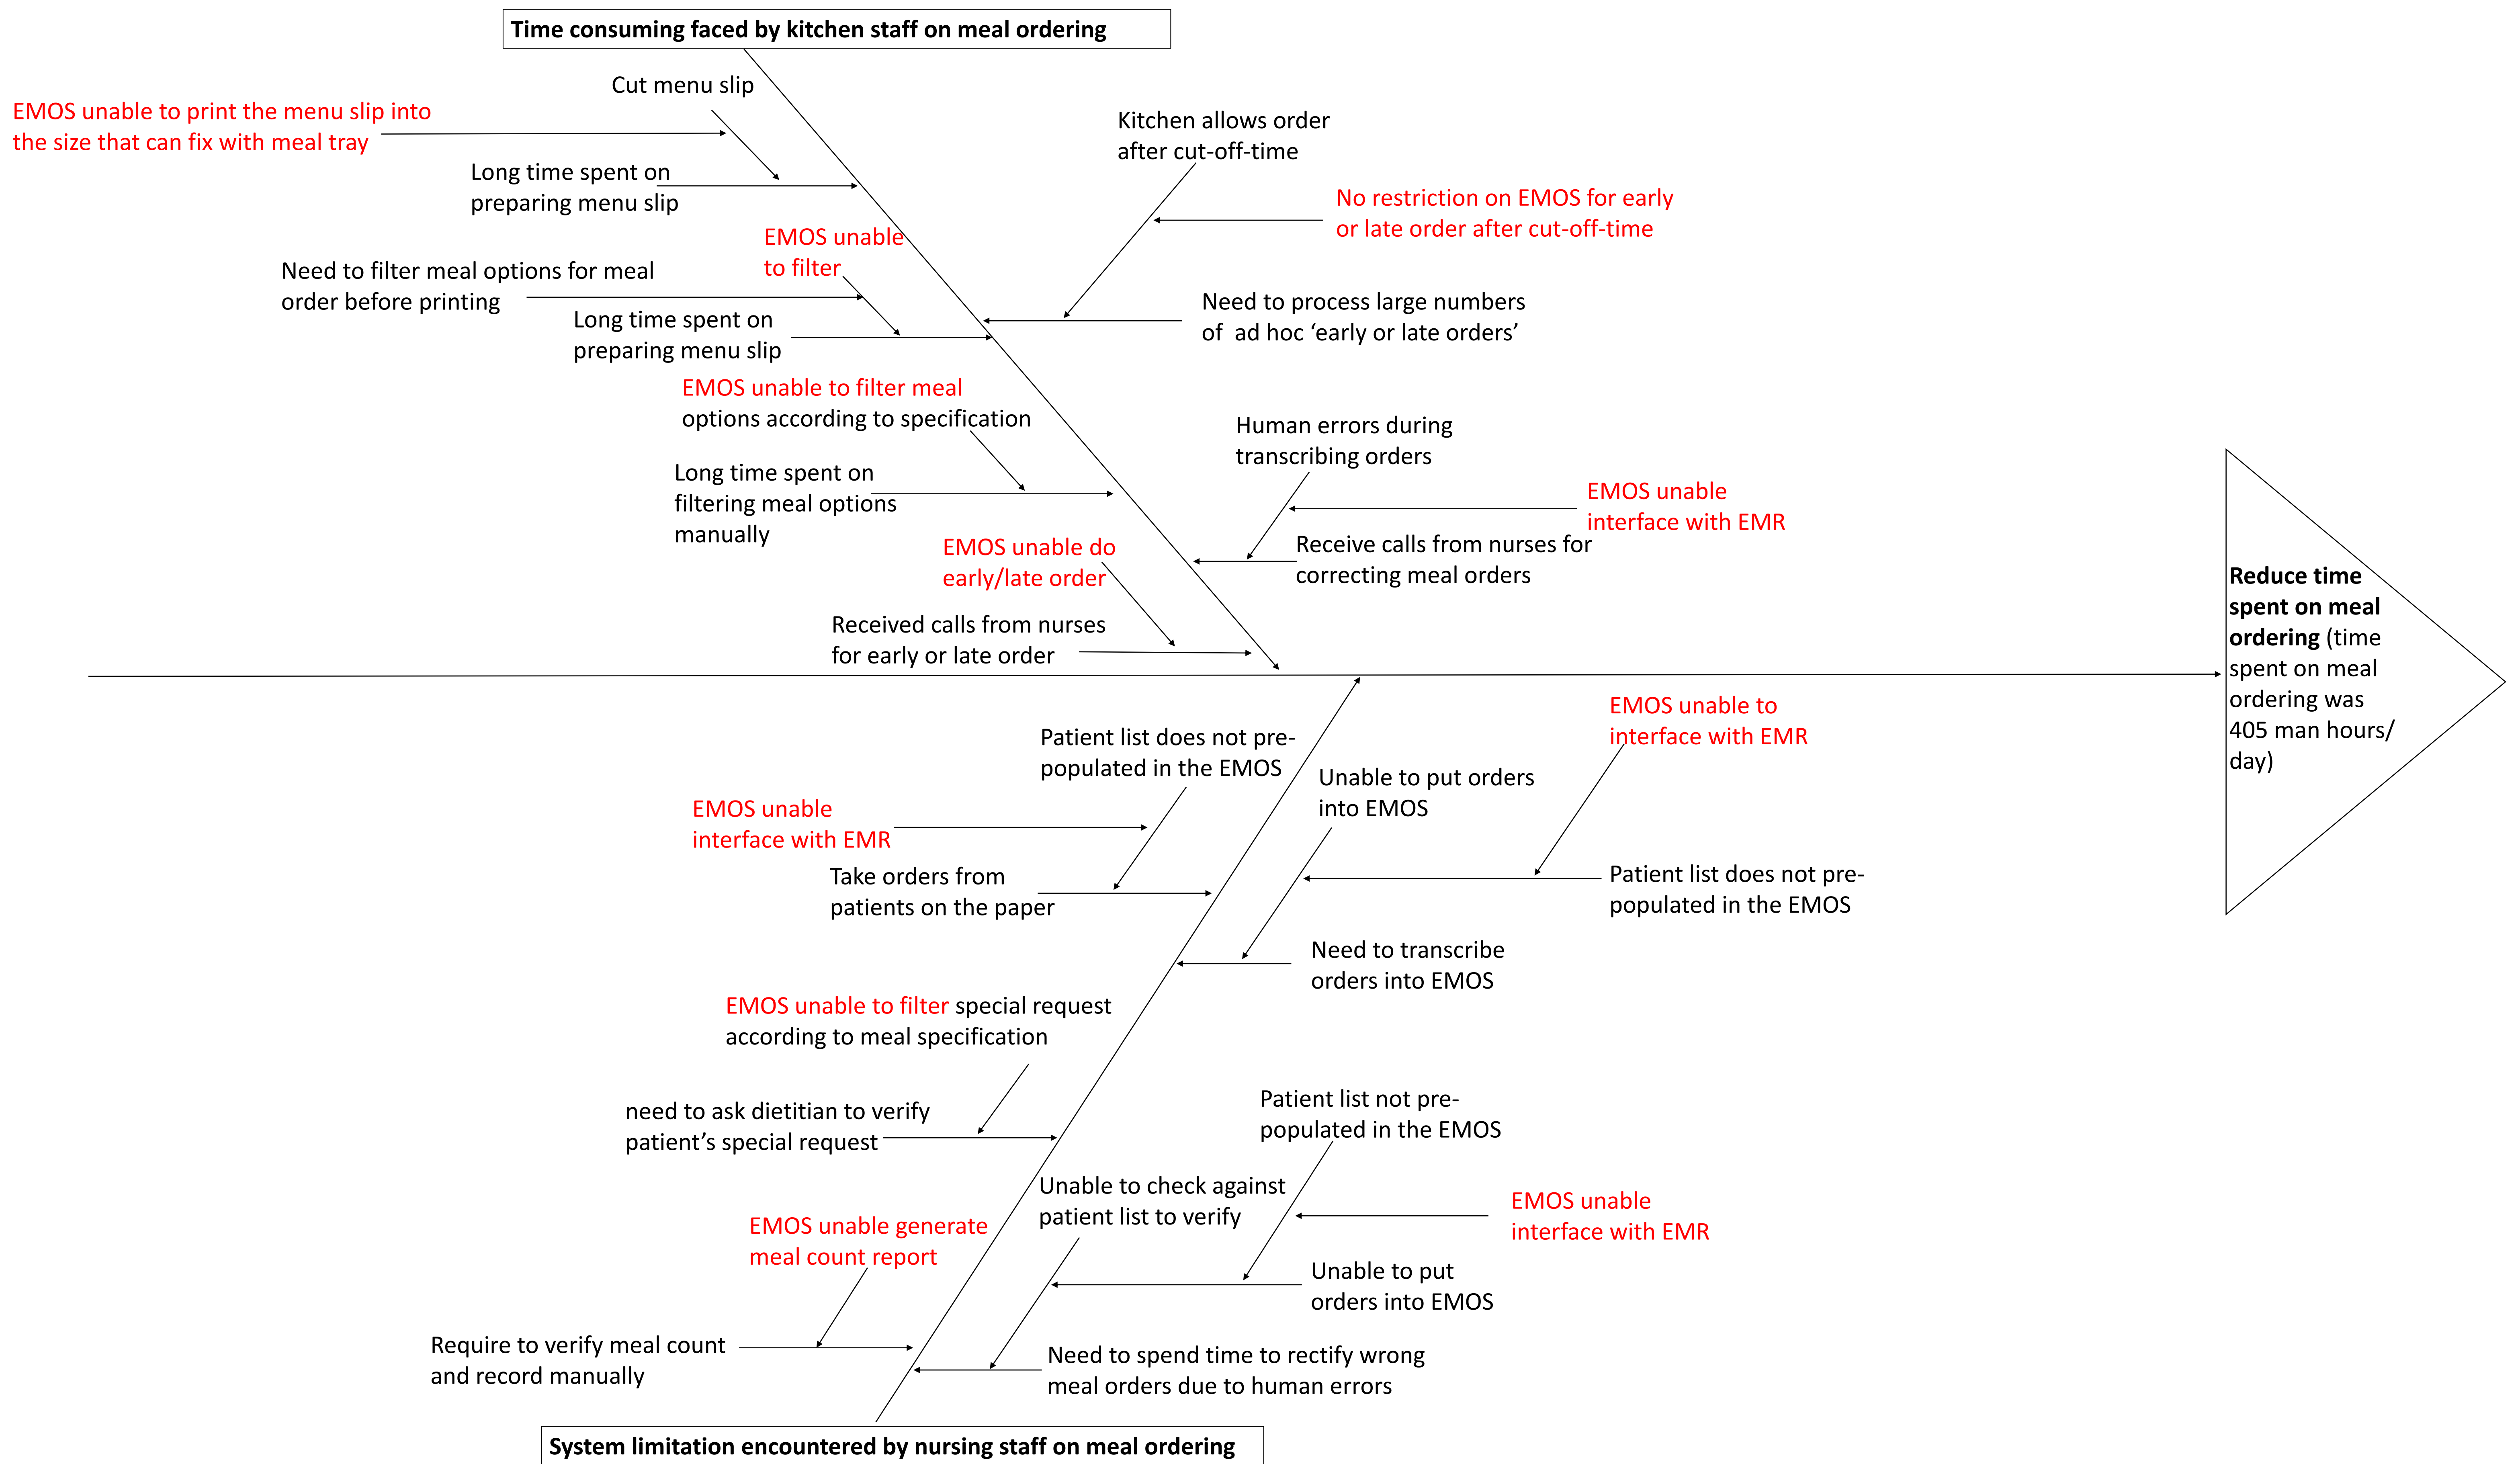 Time consuming faced by kitchen staff on meal ordering
Cut menu slip
EMOS unable to print the menu slip into
the size that can fix with meal tray
Long time spent on
preparing menu slip
Kitchen allows order
after cut-off-time
No restriction on EMOS for early
or late order after cut-off-time
EMOS unable
to filter
Need to filter meal options for meal
order before printing
Long time spent on
preparing menu slip
Need to process large numbers
of ad hoc ‘early or late orders’
EMOS unable to filter meal
options according to specification
Long time spent on
filtering meal options
manually
Human errors during
transcribing orders
EMOS unable
interface with EMR
Receive calls from nurses for
correcting meal orders
EMOS unable do
early/late order
Received calls from nurses
for early or late order
Reduce time
spent on meal
ordering (time
spent on meal
ordering was
405 man hours/
day)
Patient list does not pre-
populated in the EMOS
EMOS unable
interface with EMR
Take orders from
patients on the paper
EMOS unable to
interface with EMR
Unable to put orders
into EMOS
Patient list does not pre-
populated in the EMOS
Need to transcribe
orders into EMOS
EMOS unable to filter special request
according to meal specification
need to ask dietitian to verify
patient’s special request
Patient list not pre-
populated in the EMOS
Unable to check against
patient list to verify
EMOS unable
interface with EMR
EMOS unable generate
meal count report
Unable to put
orders into EMOS
Require to verify meal count
and record manually
Need to spend time to rectify wrong
meal orders due to human errors
System limitation encountered by nursing staff on meal ordering